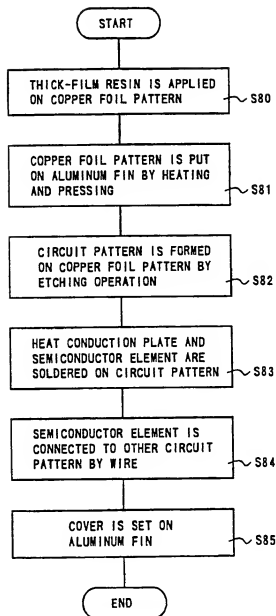 START
THICK-FILM RESIN IS APPLIED
ON COPPER FOIL PATTERN
S80
COPPER FOIL PATTERN IS PUT
ON ALUMINUM FIN BY HEATING
AND PRESSING
S81
CIRCUIT PATTERN IS FORMED
ON COPPER FOIL PATTERN BY
ETCHING OPERATION
S82
HEAT CONDUCTION PLATE AND
SEMICONDUCTOR ELEMENT ARE
SOLDERED ON CIRCUIT PATTERN
S83
SEMICONDUCTOR ELEMENT IS
CONNECTED TO OTHER CIRCUIT
PATTERN BY WIRE
S84
COVER IS SET ON
ALUMINUM FIN
S85
END